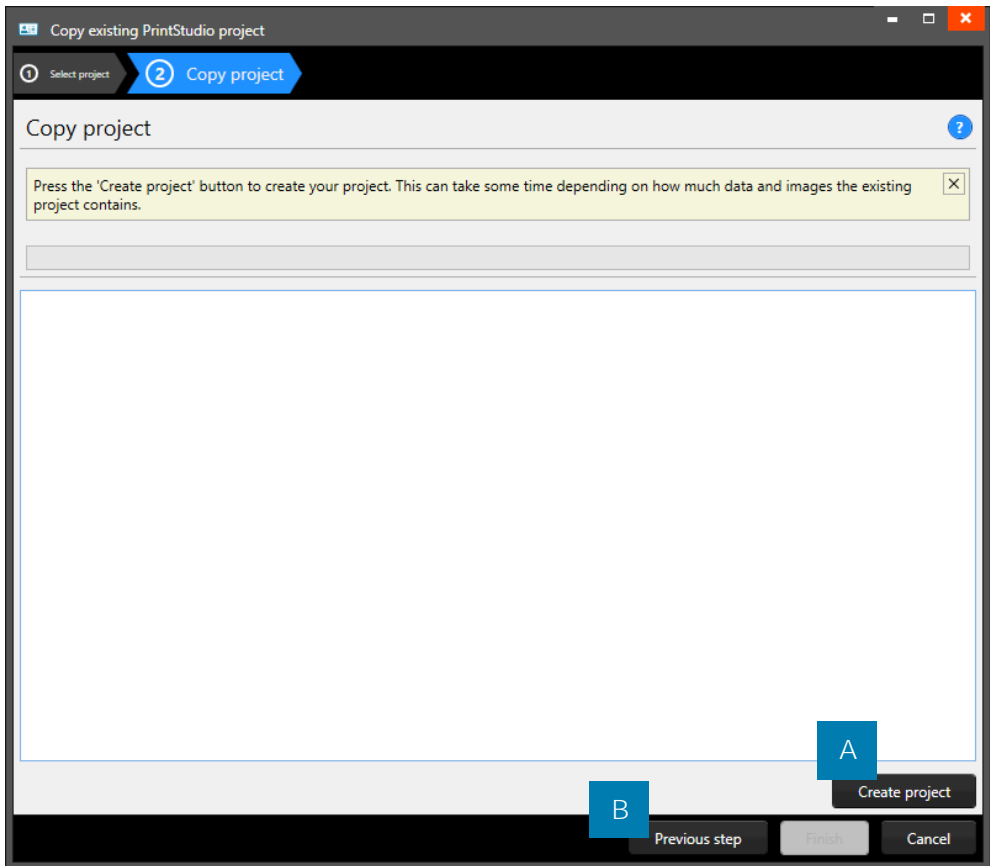 Copy existing PrintStudio project
1 Select project 2 Copy project
Copy project ?
Press the 'Create project' button to create your project. This can take some time depending on how much data and images the existing
project contains.
A
Create project
B
Previous step Finish Cancel